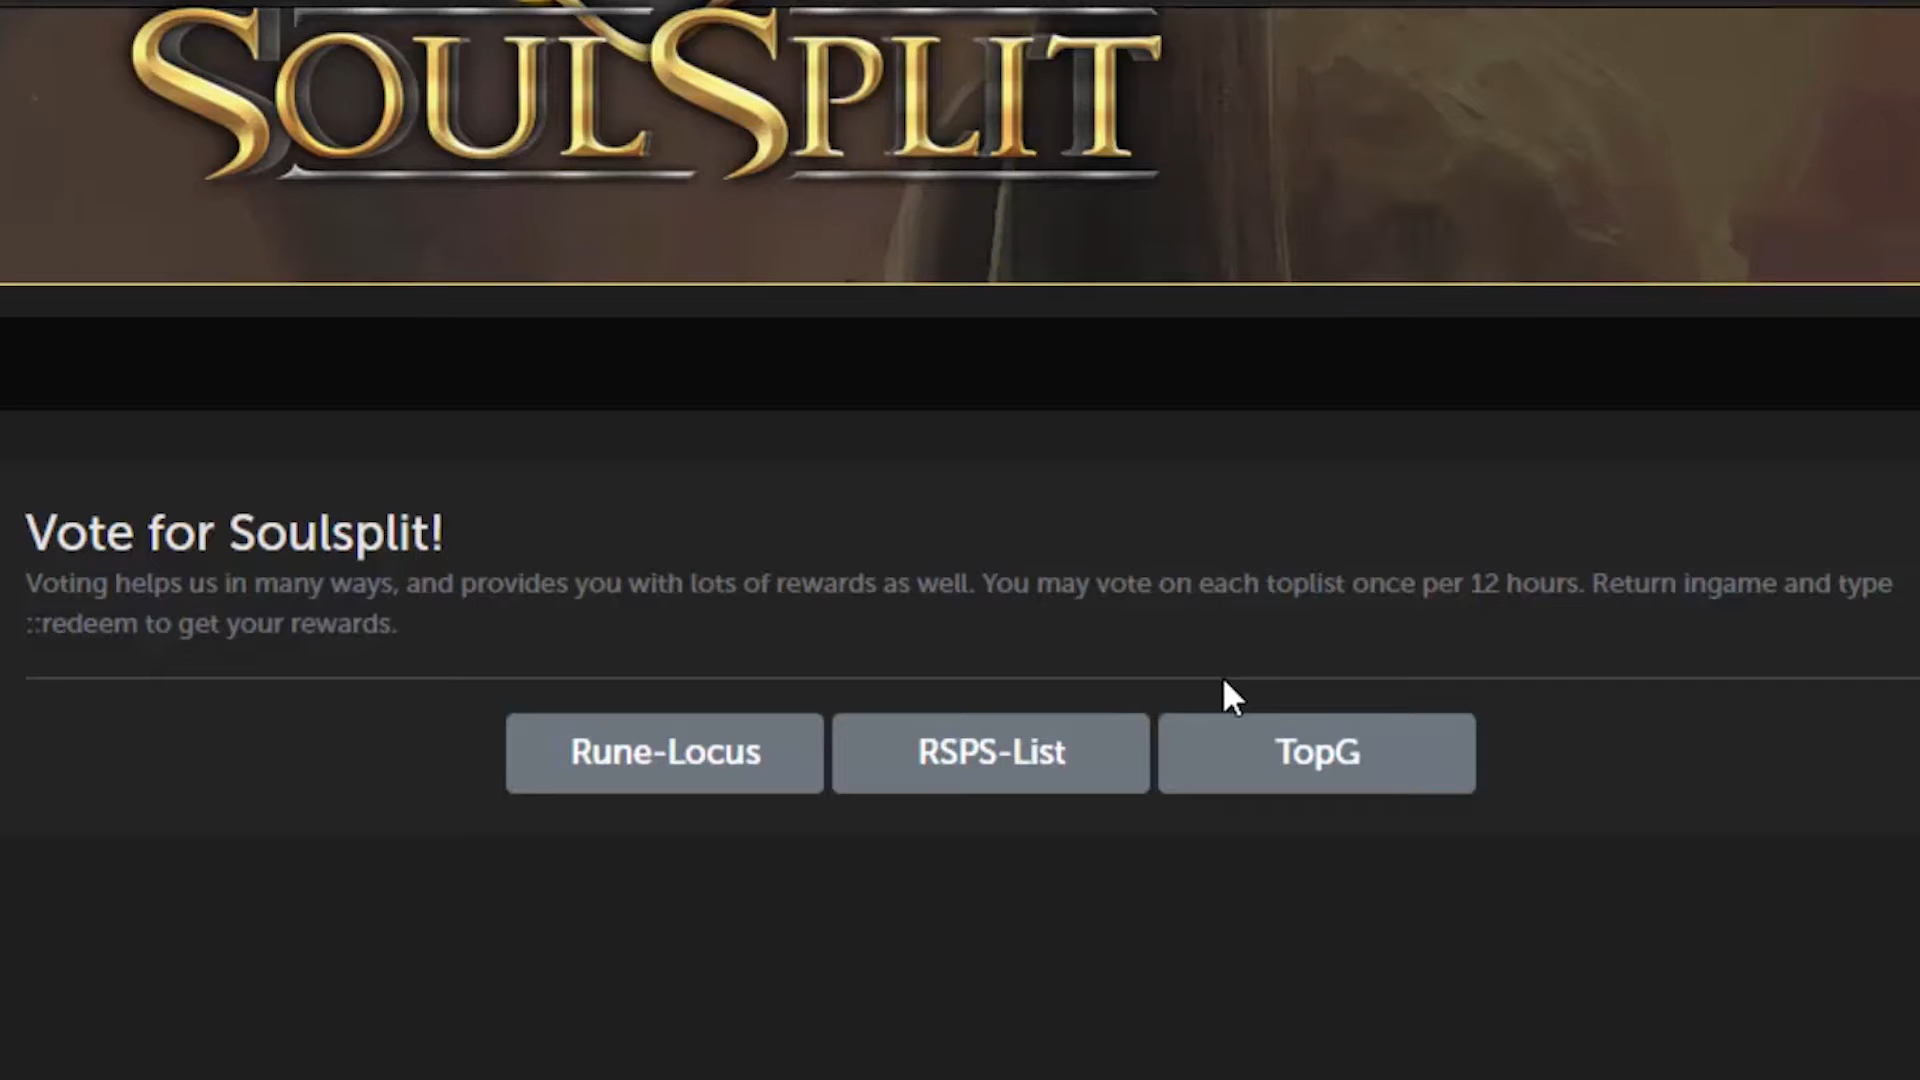 SOULSPLIT
Vote for Soulsplit!
Voting helps us in many ways, and provides you with lots of rewards as well. You may vote on each toplist once per 12 hours. Return ingame and type
::redeem to get your rewards.
Rune-Locus
RSPS-List
TopG